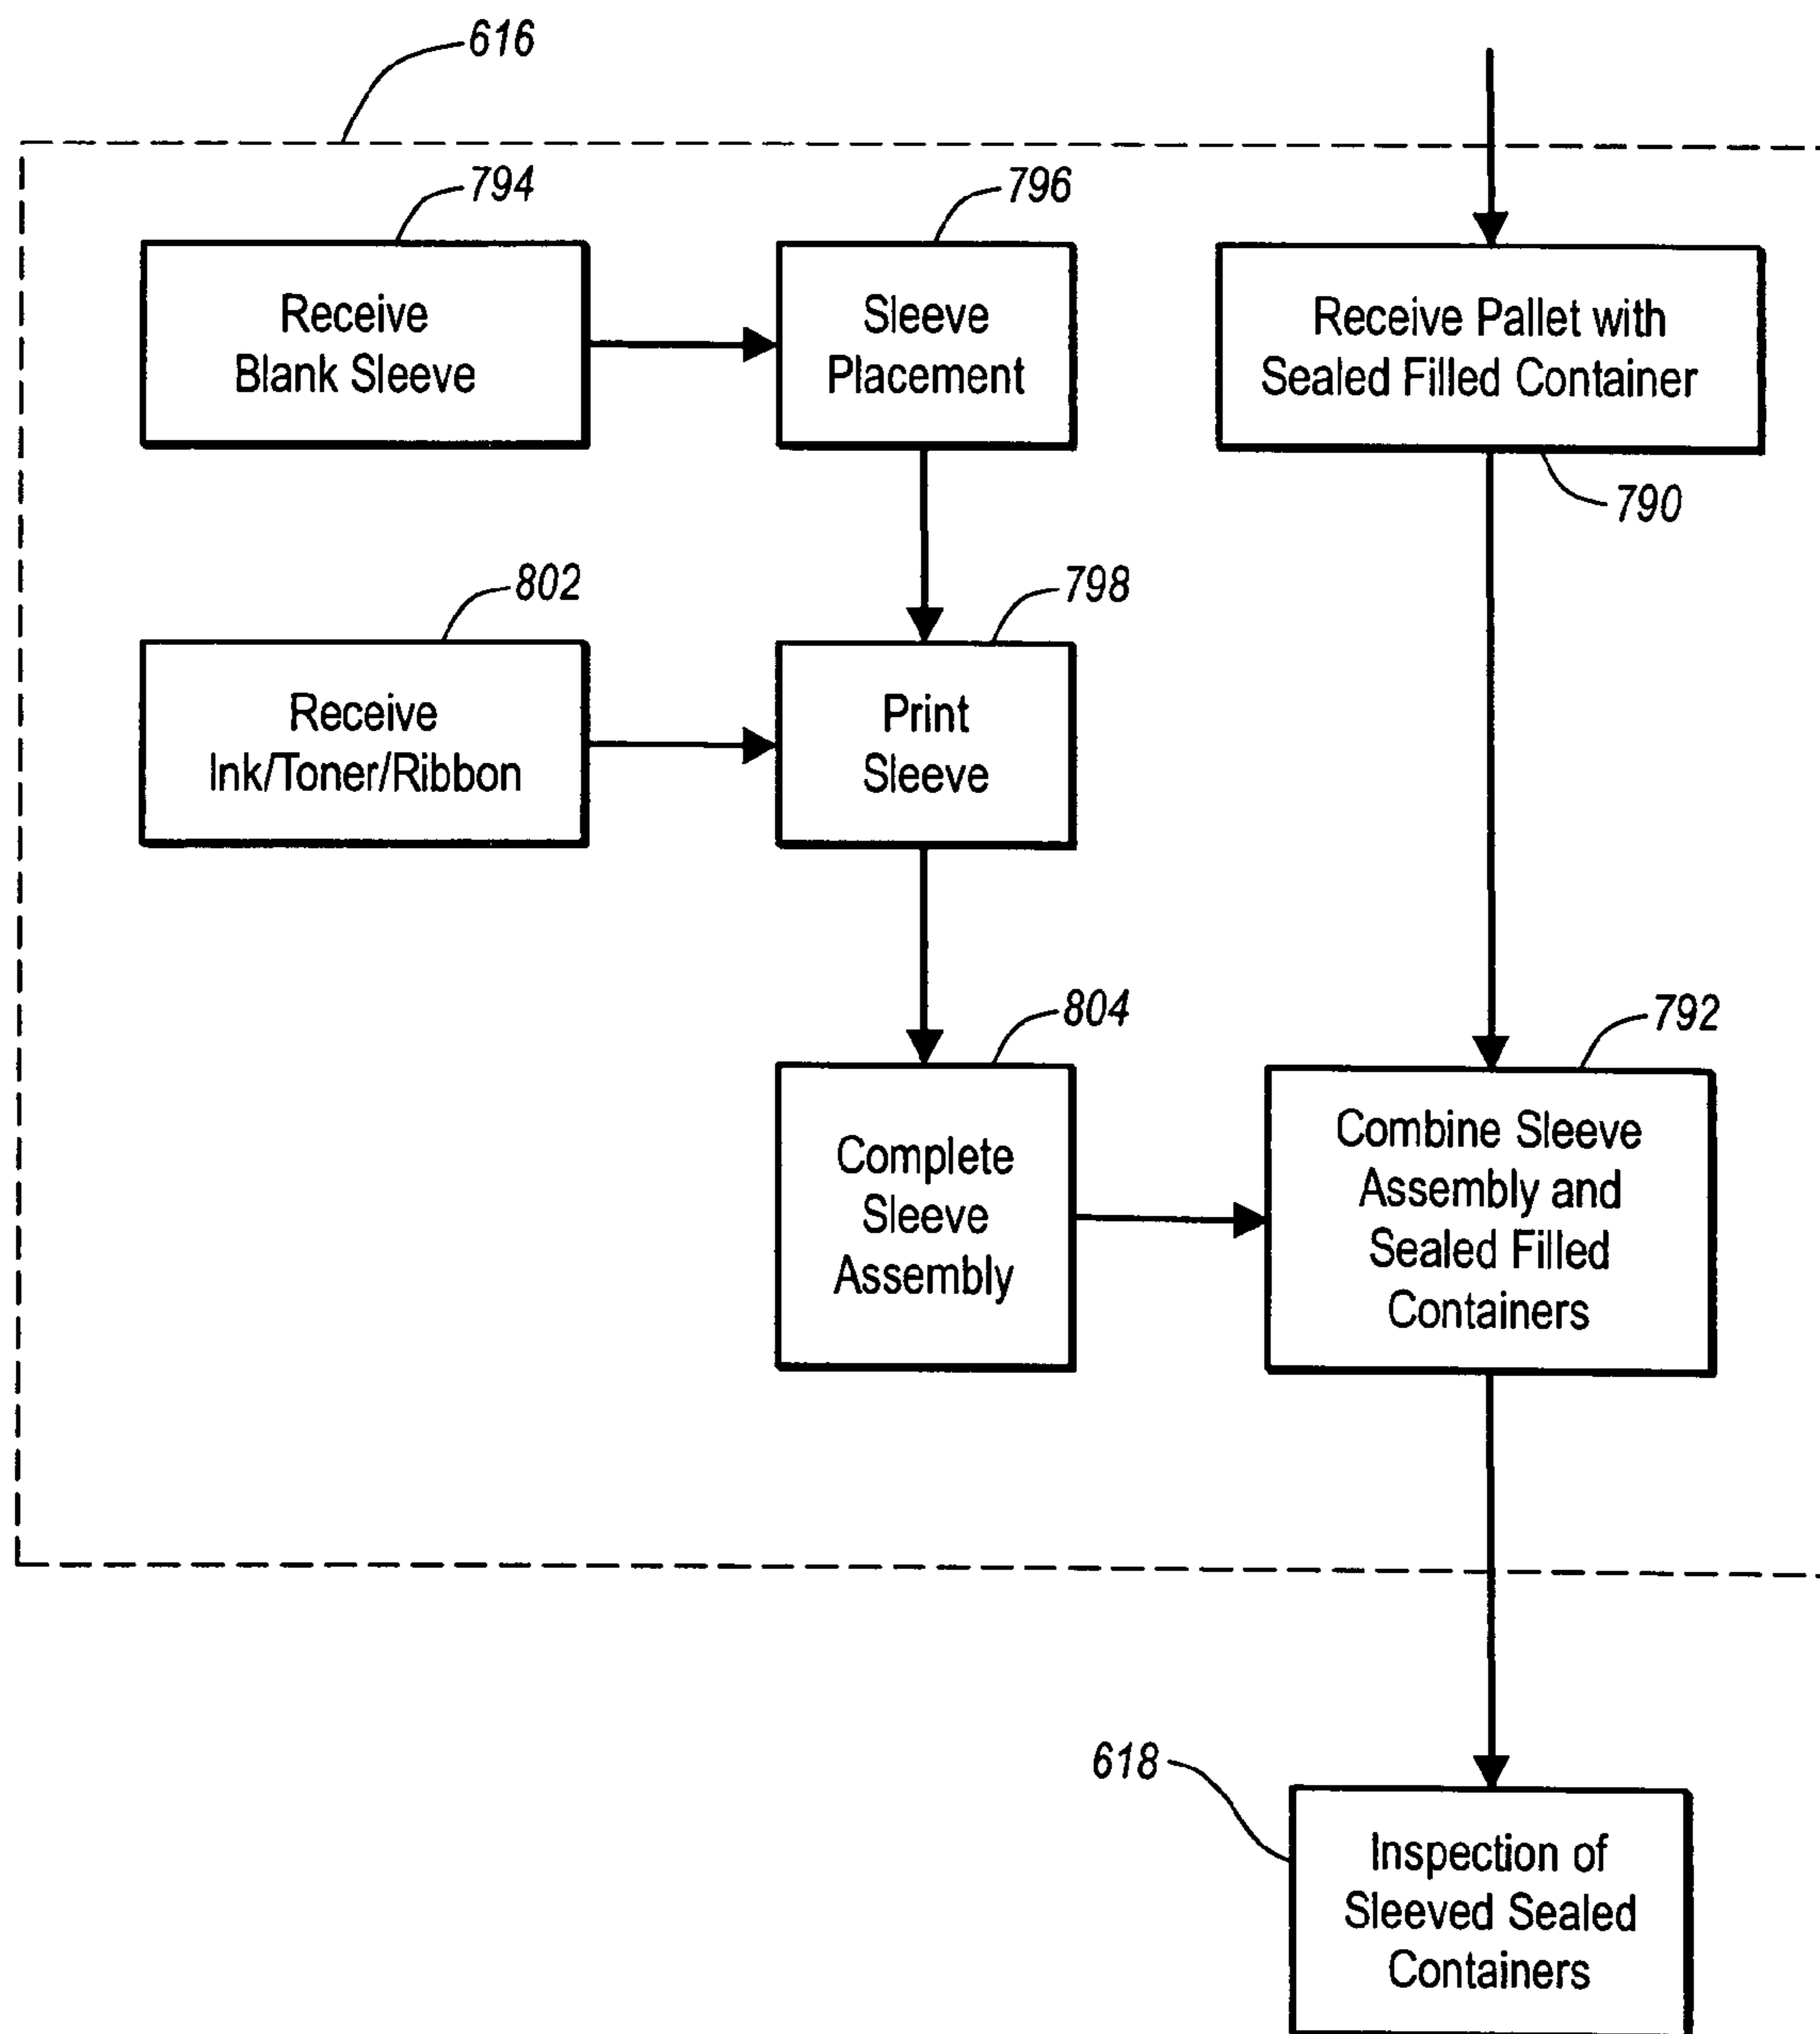 616
794
796
Receive
Blank Sleeve
Sleeve
Placement
Receive Pallet with
Sealed Filled Container
790
802
798
Receive
Ink/Toner/Ribbon
Print
Sleeve
804
792
Complete
Sleeve
Assembly
Combine Sleeve
Assembly and
Sealed Filled
Containers
618
Inspection of
Sleeved Sealed
Containers